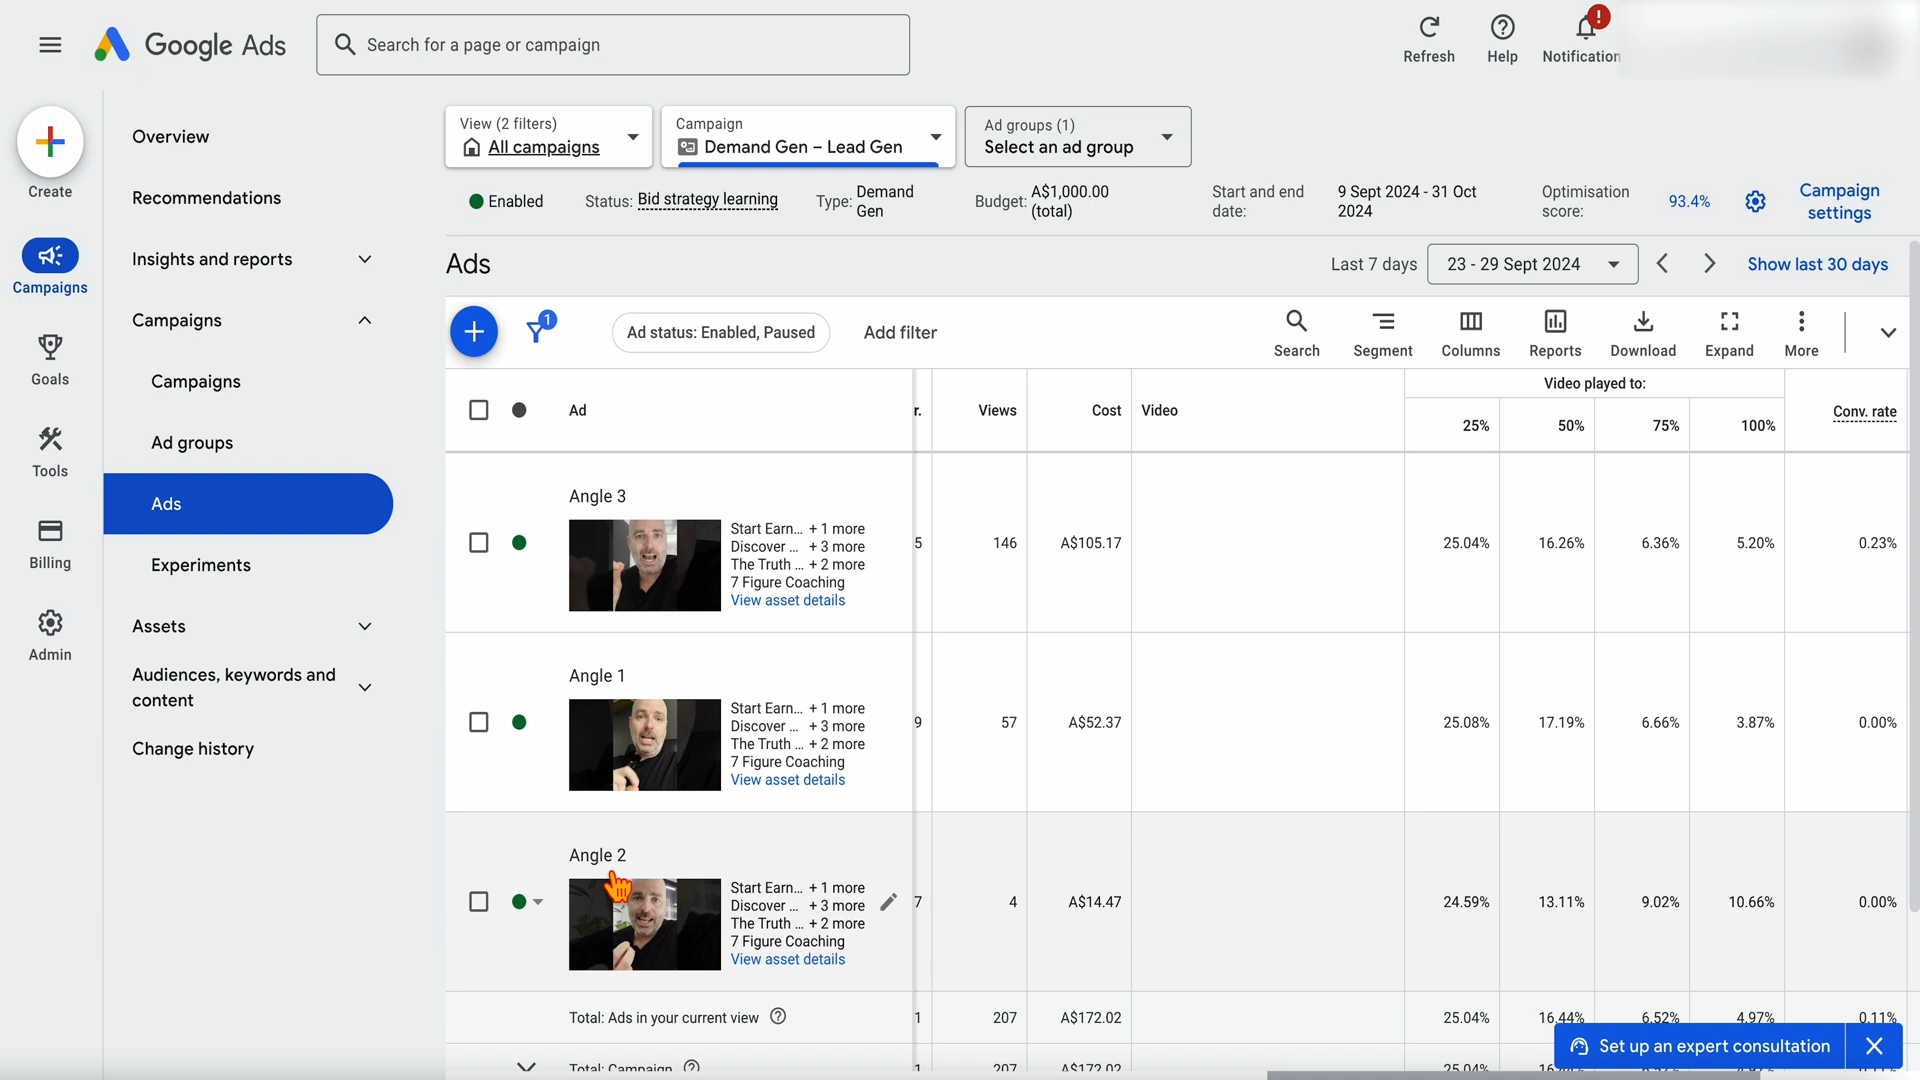 Google Ads
Search for a page or campaign
Refresh
Help
Notification
!
Create
Campaigns
Goals
Tools
Billing
Admin
Overview
Recommendations
Insights and reports
Campaigns
Campaigns
Ad groups
Ads
Experiments
Assets
Audiences, keywords and
content
Change history
View (2 filters)
All campaigns
Campaign
Demand Gen – Lead Gen
Ad groups (1)
Select an ad group
Enabled
Status: Bid strategy learning
Type: Demand
Gen
Budget: A$1,000.00
(total)
Start and end
date:
9 Sept 2024 - 31 Oct
2024
Optimisation
score:
93.4%
Campaign
settings
Ads
Last 7 days
23 - 29 Sept 2024
Show last 30 days
1
Ad status: Enabled, Paused
Add filter
Search
Segment
Columns
Reports
Download
Expand
More
Ad
r.
Views
Cost
Video
Video played to:
25%
50%
75%
100%
Conv. rate
Angle 3
Start Earn... + 1 more
Discover ... + 3 more
The Truth ... + 2 more
7 Figure Coaching
View asset details
5
146
A$105.17
25.04%
16.26%
6.36%
5.20%
0.23%
Angle 1
Start Earn... + 1 more
Discover ... + 3 more
The Truth ... + 2 more
7 Figure Coaching
View asset details
9
57
A$52.37
25.08%
17.19%
6.66%
3.87%
0.00%
Angle 2
Start Earn... + 1 more
Discover ... + 3 more
The Truth ... + 2 more
7 Figure Coaching
View asset details
7
4
A$14.47
24.59%
13.11%
9.02%
10.66%
0.00%
Total: Ads in your current view
1
207
A$172.02
25.04%
16.44%
6.52%
4.97%
0.11%
Total: Campaign
1
207
A$172.02
25.04%
Set up an expert consultation